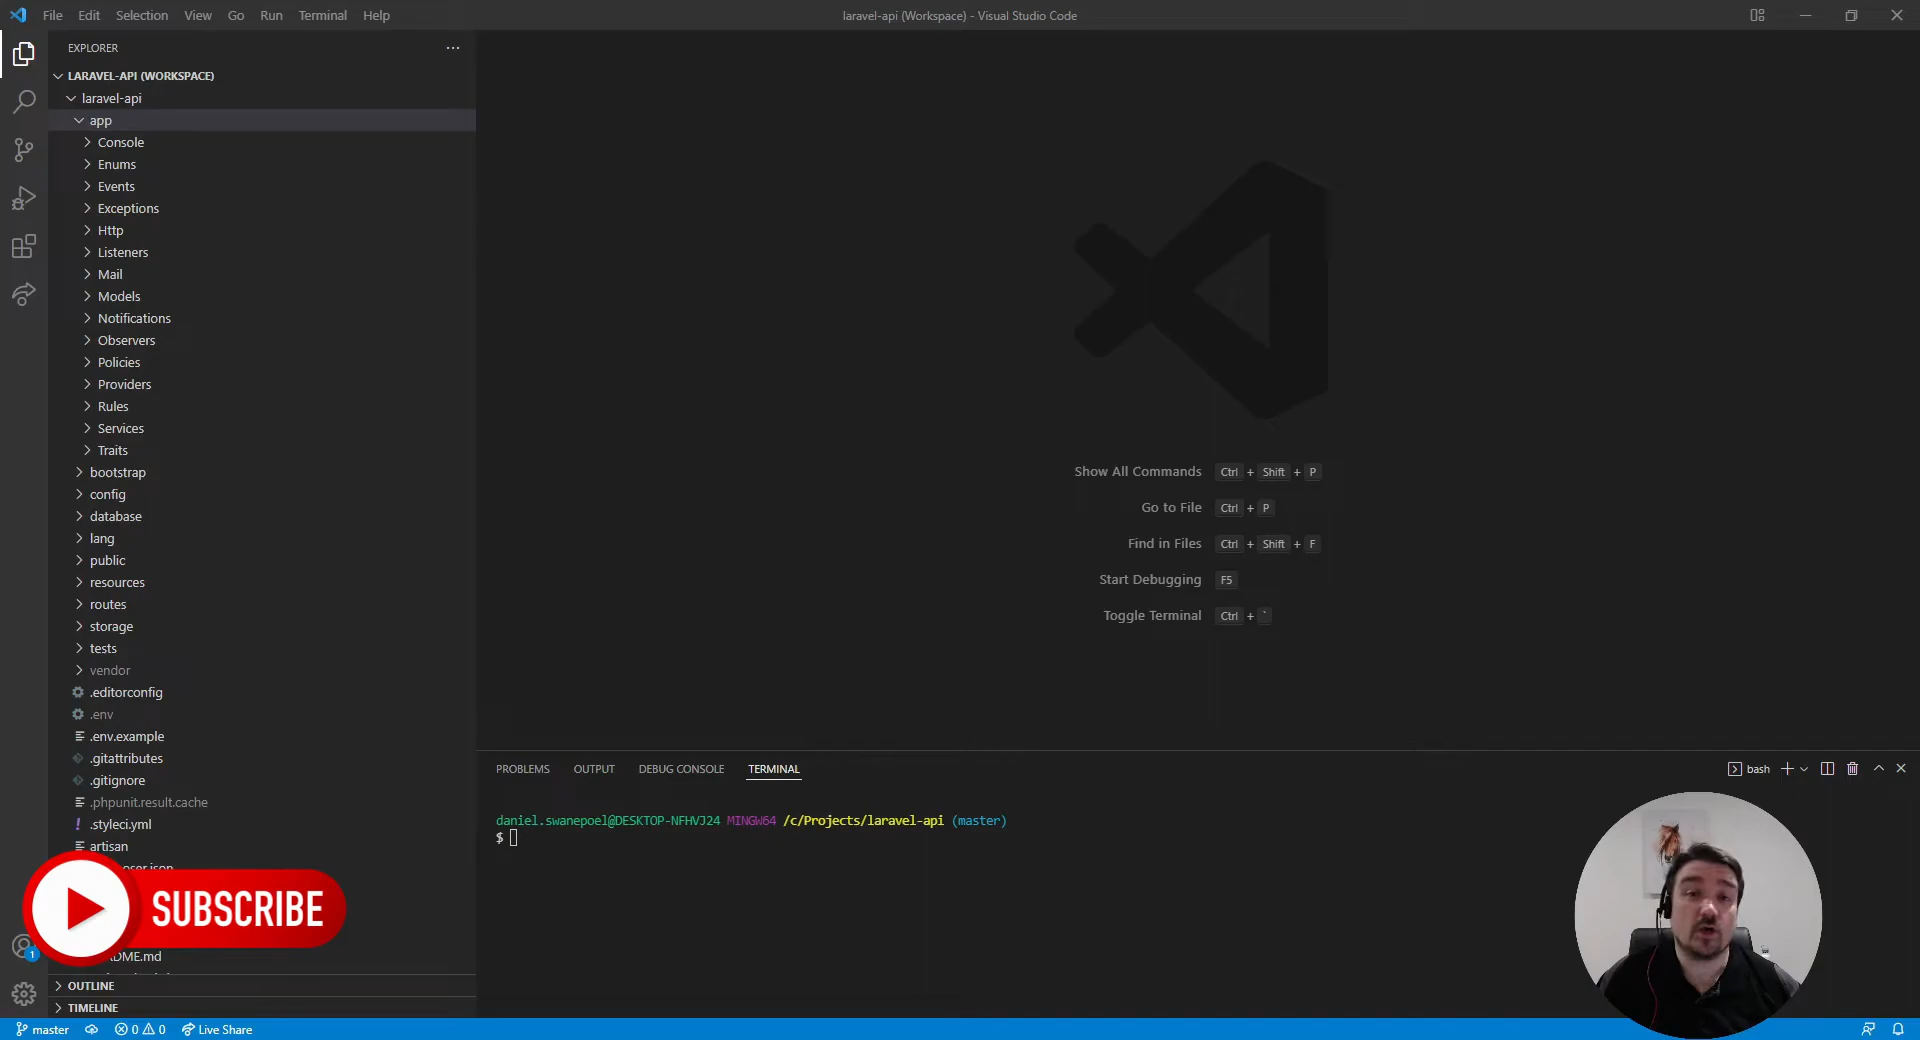 File Edit Selection View Go Run Terminal Help
laravel-api (Workspace) - Visual Studio Code
EXPLORER
LARAVEL-API (WORKSPACE)
laravel-api
app
Console
Enums
Events
Exceptions
Http
Listeners
Mail
Models
Notifications
Observers
Policies
Providers
Rules
Services
Traits
bootstrap
config
database
lang
public
resources
routes
storage
tests
vendor
.editorconfig
.env
.env.example
.gitattributes
.gitignore
.phpunit.result.cache
.styleci.yml
artisan
SUBSCRIBE
1
OUTLINE
TIMELINE
Show All Commands Ctrl + Shift + P
Go to File Ctrl + P
Find in Files Ctrl + Shift + F
Start Debugging F5
Toggle Terminal Ctrl + `
PROBLEMS OUTPUT DEBUG CONSOLE TERMINAL
bash
daniel.swanepoel@DESKTOP-NFHVJ24 MINGW64 /c/Projects/laravel-api (master)
$
master 0 0 Live Share